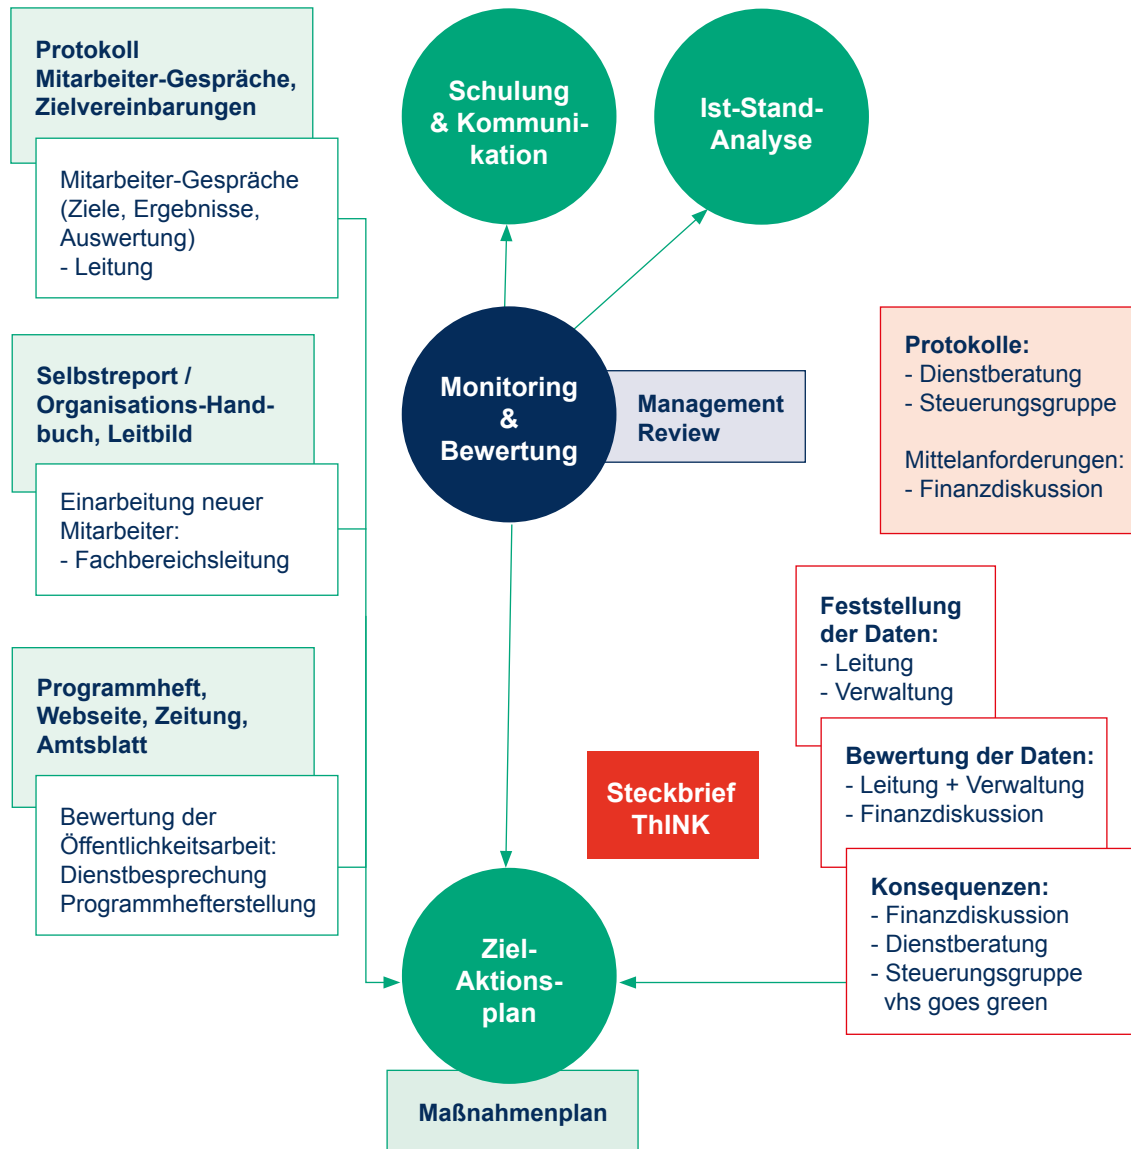 Protokoll
Mitarbeiter-Gespräche,
Zielvereinbarungen
Mitarbeiter-Gespräche
(Ziele, Ergebnisse,
Auswertung)
- Leitung
Selbstreport /
Organisations-Hand-
buch, Leitbild
Einarbeitung neuer
Mitarbeiter:
- Fachbereichsleitung
Programmheft,
Webseite, Zeitung,
Amtsblatt
Bewertung der
Öffentlichkeitsarbeit:
Dienstbesprechung
Programmhefterstellung
Schulung
& Kommuni-
kation
Ist-Stand-
Analyse
Monitoring
&
Bewertung
Management
Review
Steckbrief
ThINK
Ziel-
Aktions-
plan
Maßnahmenplan
Protokolle:
- Dienstberatung
- Steuerungsgruppe
Mittelanforderungen:
- Finanzdiskussion
Feststellung
der Daten:
- Leitung
- Verwaltung
Bewertung der Daten:
- Leitung + Verwaltung
- Finanzdiskussion
Konsequenzen:
- Finanzdiskussion
- Dienstberatung
- Steuerungsgruppe
vhs goes green